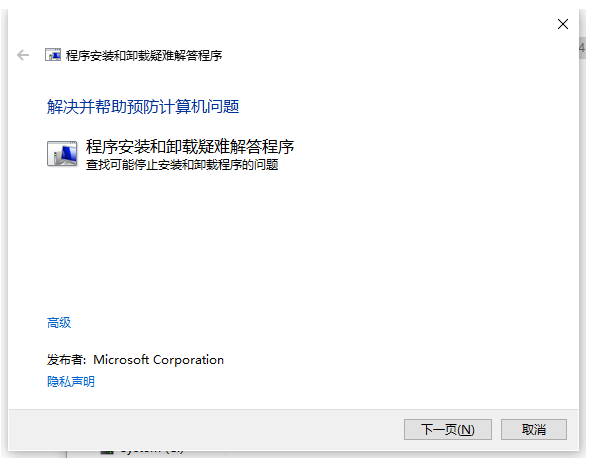 4
程序安装和卸载疑难解答程序
解决并帮助预防计算机问题
程序安装和卸载疑难解答程序
查找可能停止安装和卸载程序的问题
高级
发布者: Microsoft Corporation
隐私声明
下一页(N)
取消